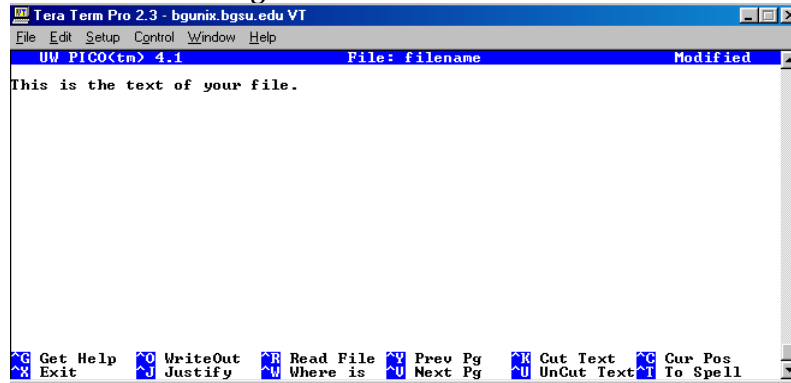 Tera Term Pro 2.3 - bgunix.bgsu.edu VT
File Edit Setup Control Window Help
UW PICO(tm) 4.1 File: filename Modified
This is the text of your file.
^G Get Help ^O WriteOut ^R Read File ^Y Prev Pg ^K Cut Text ^C Cur Pos
^X Exit ^J Justify ^W Where is ^V Next Pg ^U UnCut Text ^T To Spell